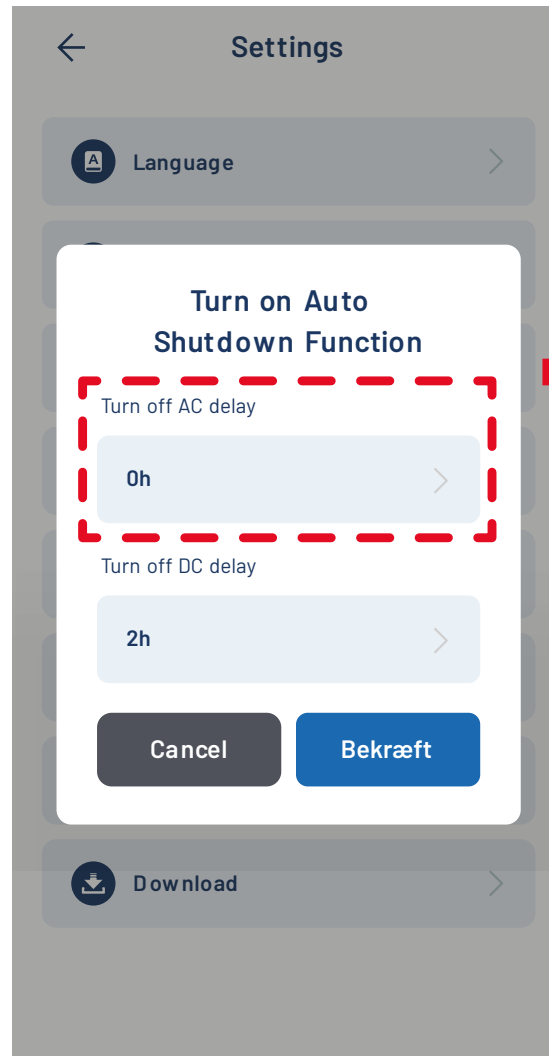 Settings
Language
Turn on Auto
Shutdown Function
Turn off AC delay
0h
Turn off DC delay
2h
Cancel
Bekræft
Download